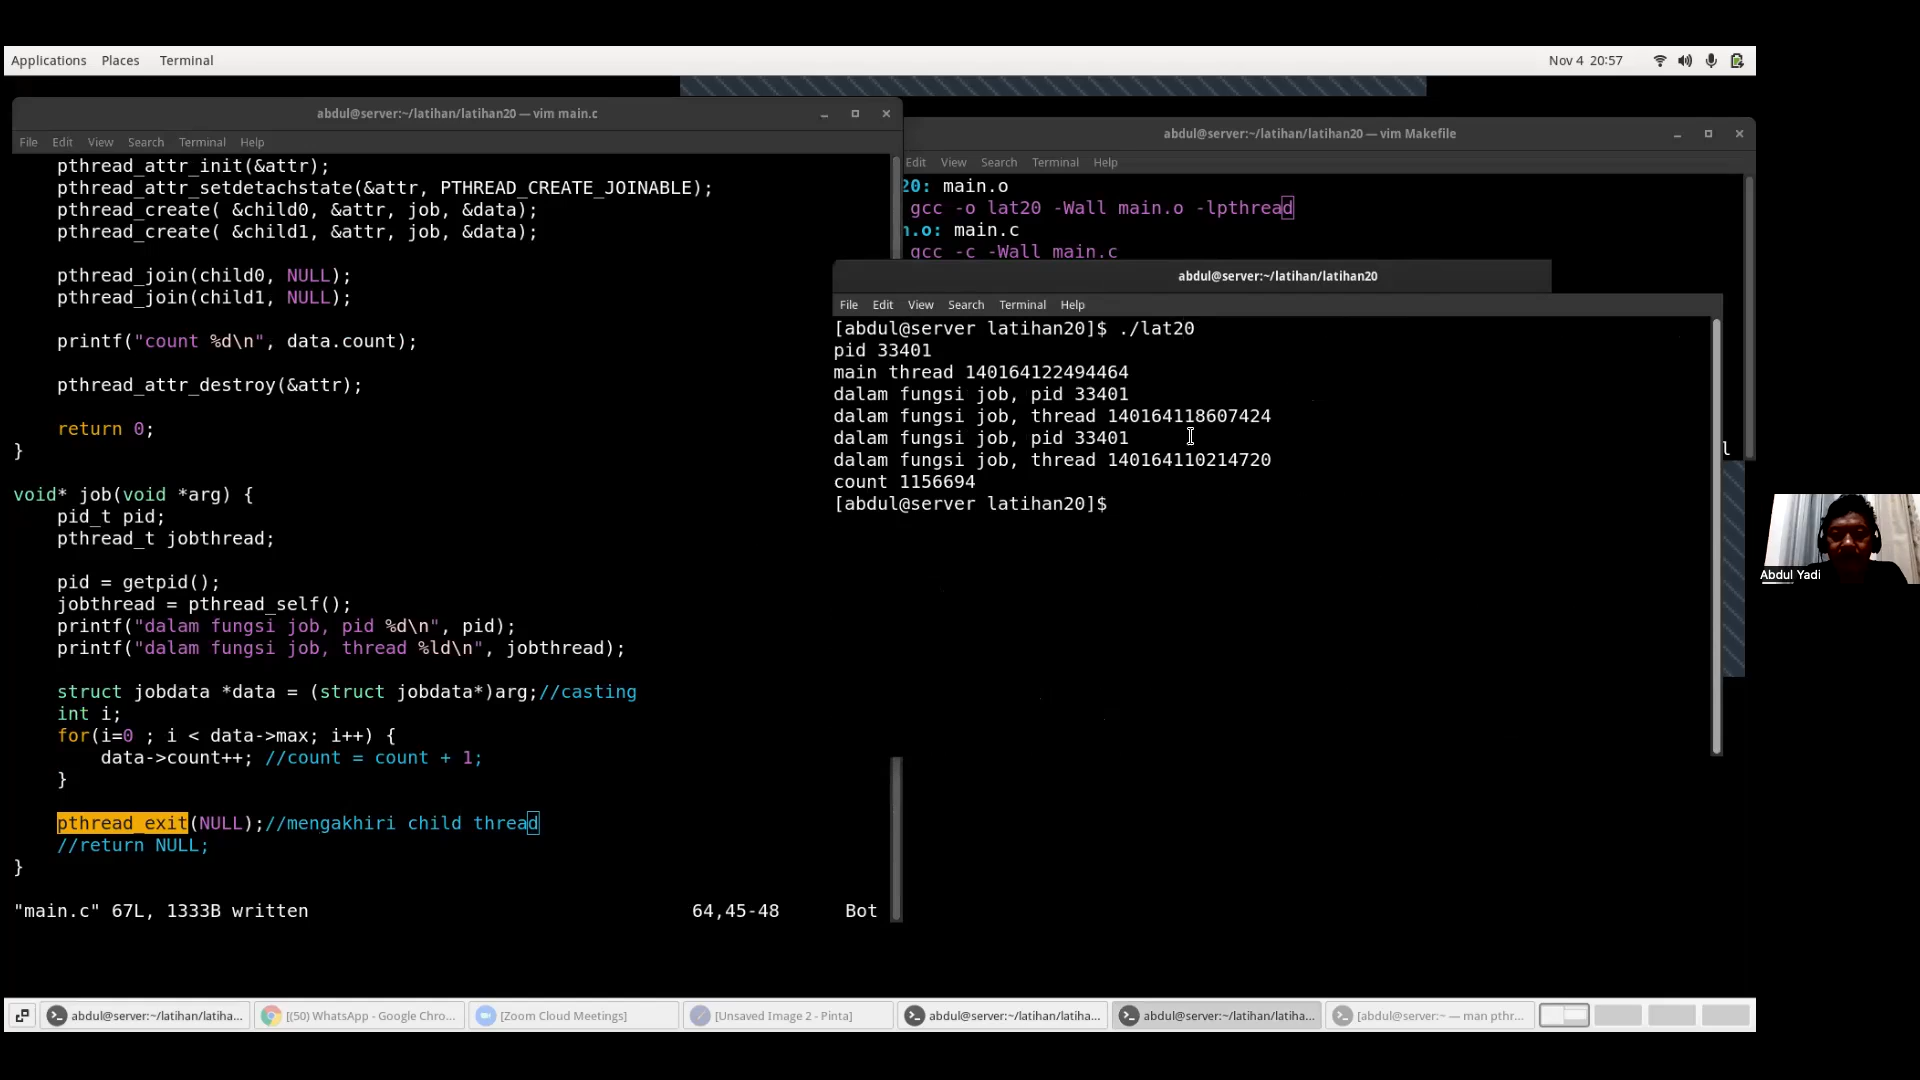 Applications Places Terminal
Nov 4 20:57
abdul@server:~/latihan/latihan20 — vim main.c
File Edit View Search Terminal Help
pthread_attr_init(&attr);
pthread_attr_setdetachstate(&attr, PTHREAD_CREATE_JOINABLE);
pthread_create( &child0, &attr, job, &data);
pthread_create( &child1, &attr, job, &data);
pthread_join(child0, NULL);
pthread_join(child1, NULL);
printf("count %d\n", data.count);
pthread_attr_destroy(&attr);
return 0;
}
void* job(void *arg) {
pid_t pid;
pthread_t jobthread;
pid = getpid();
jobthread = pthread_self();
printf("dalam fungsi job, pid %d\n", pid);
printf("dalam fungsi job, thread %ld\n", jobthread);
struct jobdata *data = (struct jobdata*)arg;//casting
int i;
for(i=0 ; i < data->max; i++) {
data->count++; //count = count + 1;
}
pthread_exit(NULL);//mengakhiri child thread
//return NULL;
}
"main.c" 67L, 1333B written 64,45-48 Bot
abdul@server:~/latihan/latihan20 — vim Makefile
Edit View Search Terminal Help
20: main.o
gcc -o lat20 -Wall main.o -lpthread
n.o: main.c
gcc -c -Wall main.c
l
abdul@server:~/latihan/latihan20
File Edit View Search Terminal Help
[abdul@server latihan20]$ ./lat20
pid 33401
main thread 140164122494464
dalam fungsi job, pid 33401
dalam fungsi job, thread 140164118607424
dalam fungsi job, pid 33401
dalam fungsi job, thread 140164110214720
count 1156694
[abdul@server latihan20]$
Abdul Yadi
abdul@server:~/latihan/latiha... [(50) WhatsApp - Google Chro... [Zoom Cloud Meetings] [Unsaved Image 2 - Pinta] abdul@server:~/latihan/latiha... abdul@server:~/latihan/latiha... [abdul@server:~ — man pthr...